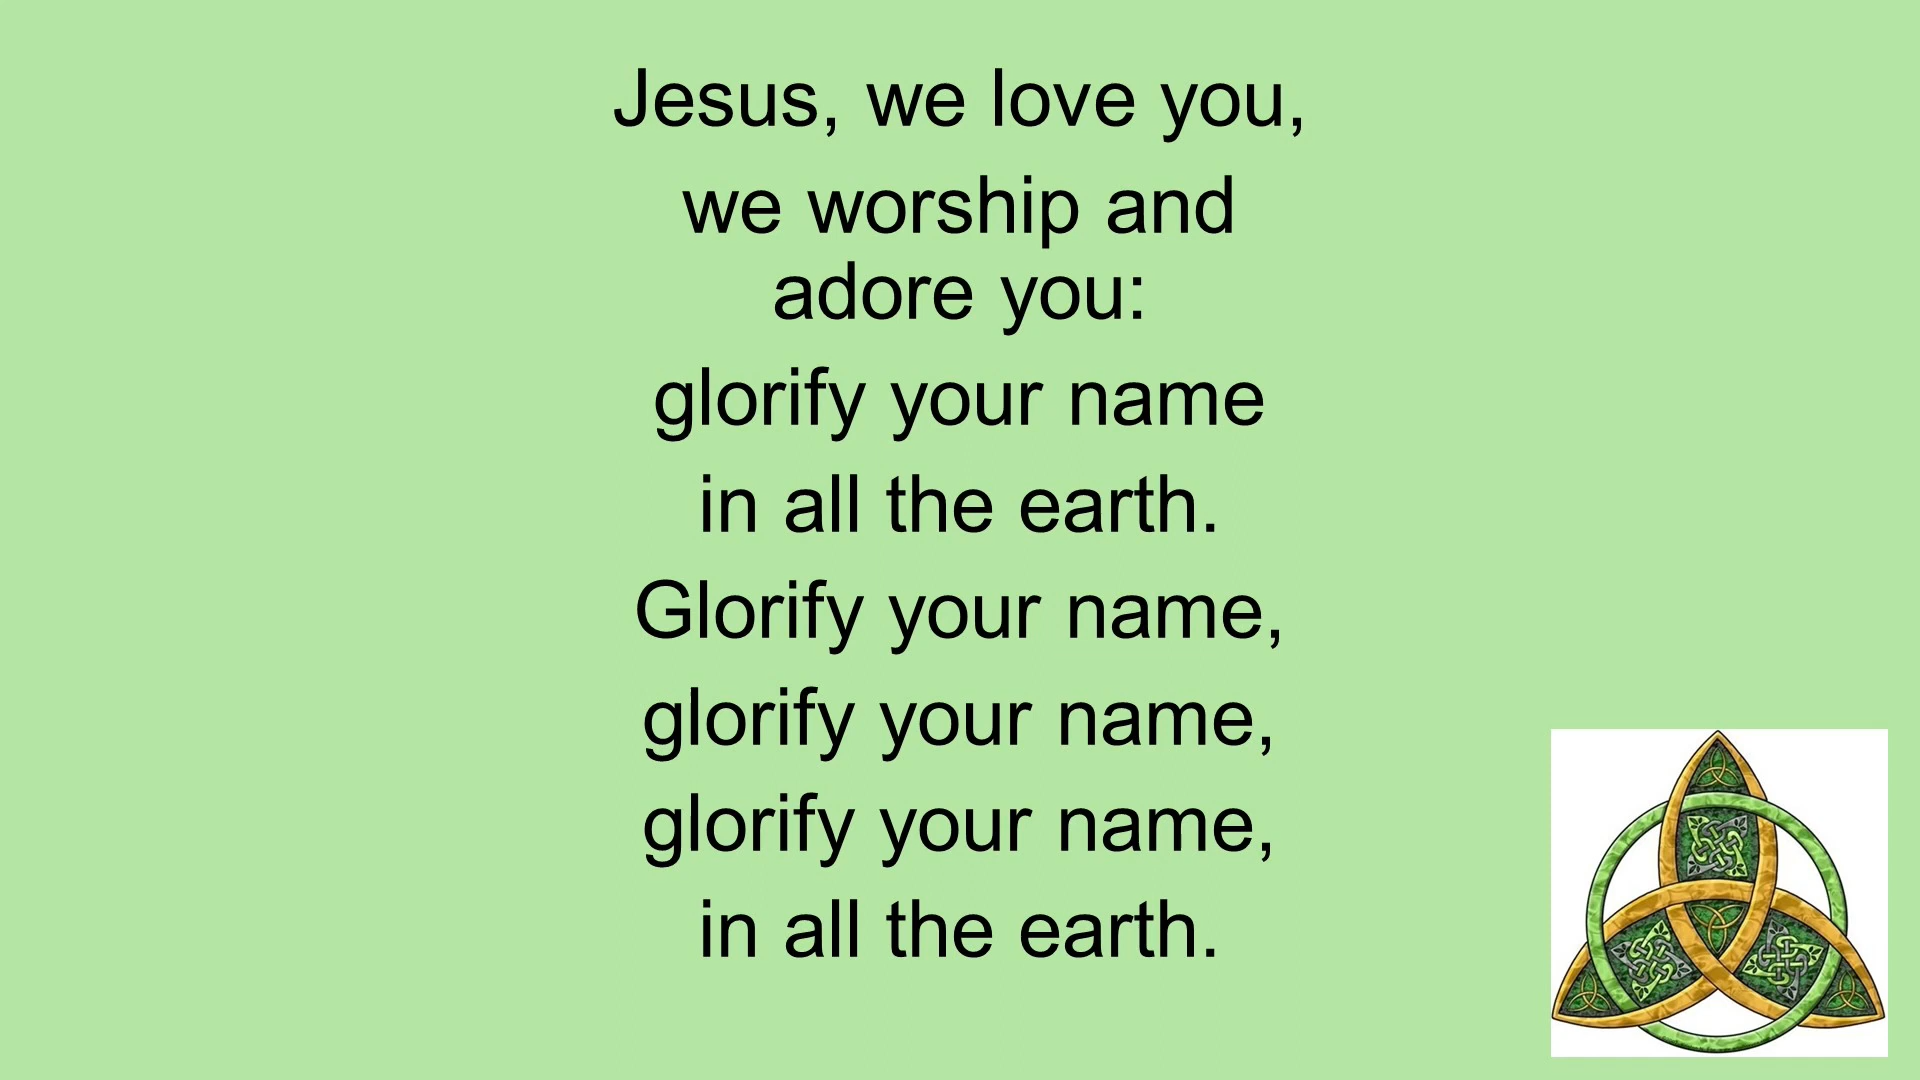 Jesus, we love you,
we worship and
adore you:
glorify your name
in all the earth.
Glorify your name,
glorify your name,
glorify your name,
in all the earth.